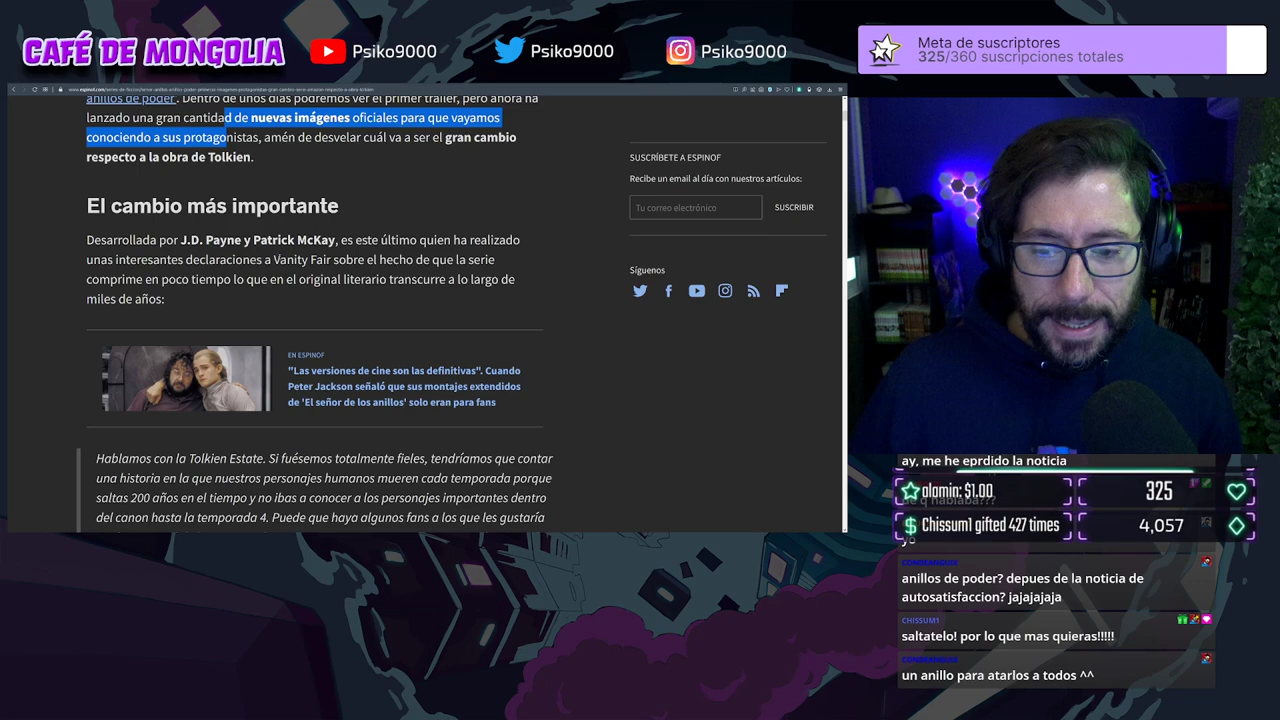 CAFÉ DE MONGOLIA
Psiko9000
Psiko9000
Psiko9000
Meta de suscriptores
325/360 suscripciones totales
anillos de poder'. Dentro de unos días podremos ver el primer tráiler, pero ahora ha
lanzado una gran cantidad de nuevas imágenes oficiales para que vayamos
conociendo a sus protagonistas, amén de desvelar cuál va a ser el gran cambio
respecto a la obra de Tolkien.
El cambio más importante
Desarrollada por J.D. Payne y Patrick McKay, es este último quien ha realizado
unas interesantes declaraciones a Vanity Fair sobre el hecho de que la serie
comprime en poco tiempo lo que en el original literario transcurre a lo largo de
miles de años:
EN ESPINOF
"Las versiones de cine son las definitivas". Cuando
Peter Jackson señaló que sus montajes extendidos
de 'El señor de los anillos' solo eran para fans
Hablamos con la Tolkien Estate. Si fuésemos totalmente fieles, tendríamos que contar
una historia en la que nuestros personajes humanos mueren cada temporada porque
saltas 200 años en el tiempo y no ibas a conocer a los personajes importantes dentro
del canon hasta la temporada 4. Puede que haya algunos fans a los que les gustaría
SUSCRÍBETE A ESPINOF
Recibe un email al día con nuestros artículos:
Tu correo electrónico
SUSCRIBIR
Síguenos
ay, me he eprdido la noticia
alamin: $1.00
325
de q hablaba???
Chissum1 gifted 427 times
4,057
yo
anillos de poder? depues de la noticia de
autosatisfaccion? jajajajaja
CHISSUM1
saltatelo! por lo que mas quieras!!!!!
un anillo para atarlos a todos ^^